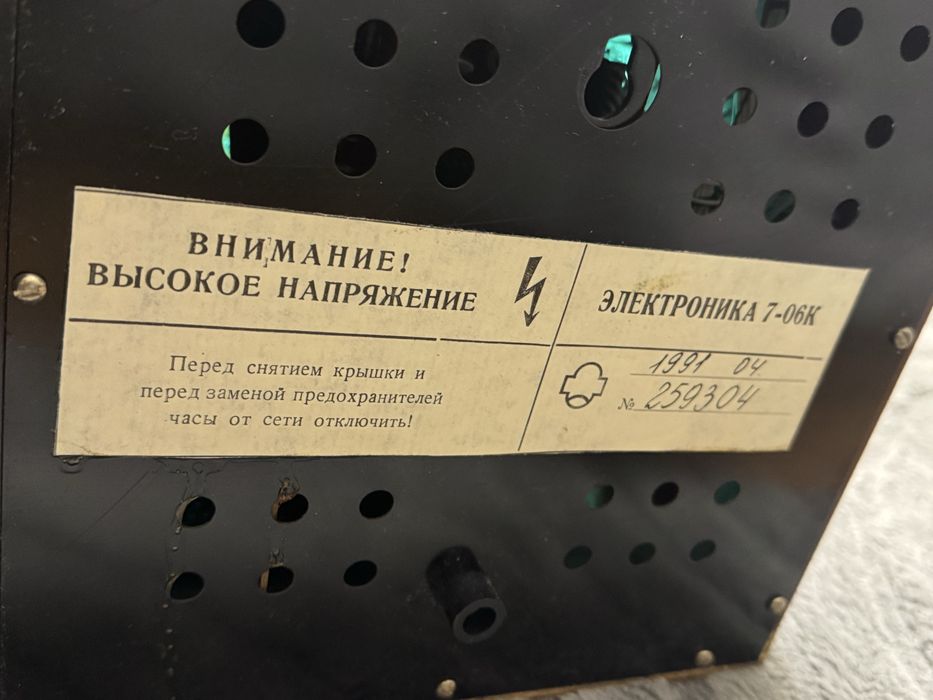 ВНИМАНИЕ!
ВЫСОКОЕ НАПРЯЖЕНИЕ
Перед снятием крышки и
перед заменой предохранителей
часы от сети отключить!
ЭЛЕКТРОНИКА 7-06К
1991 04
№ 259304